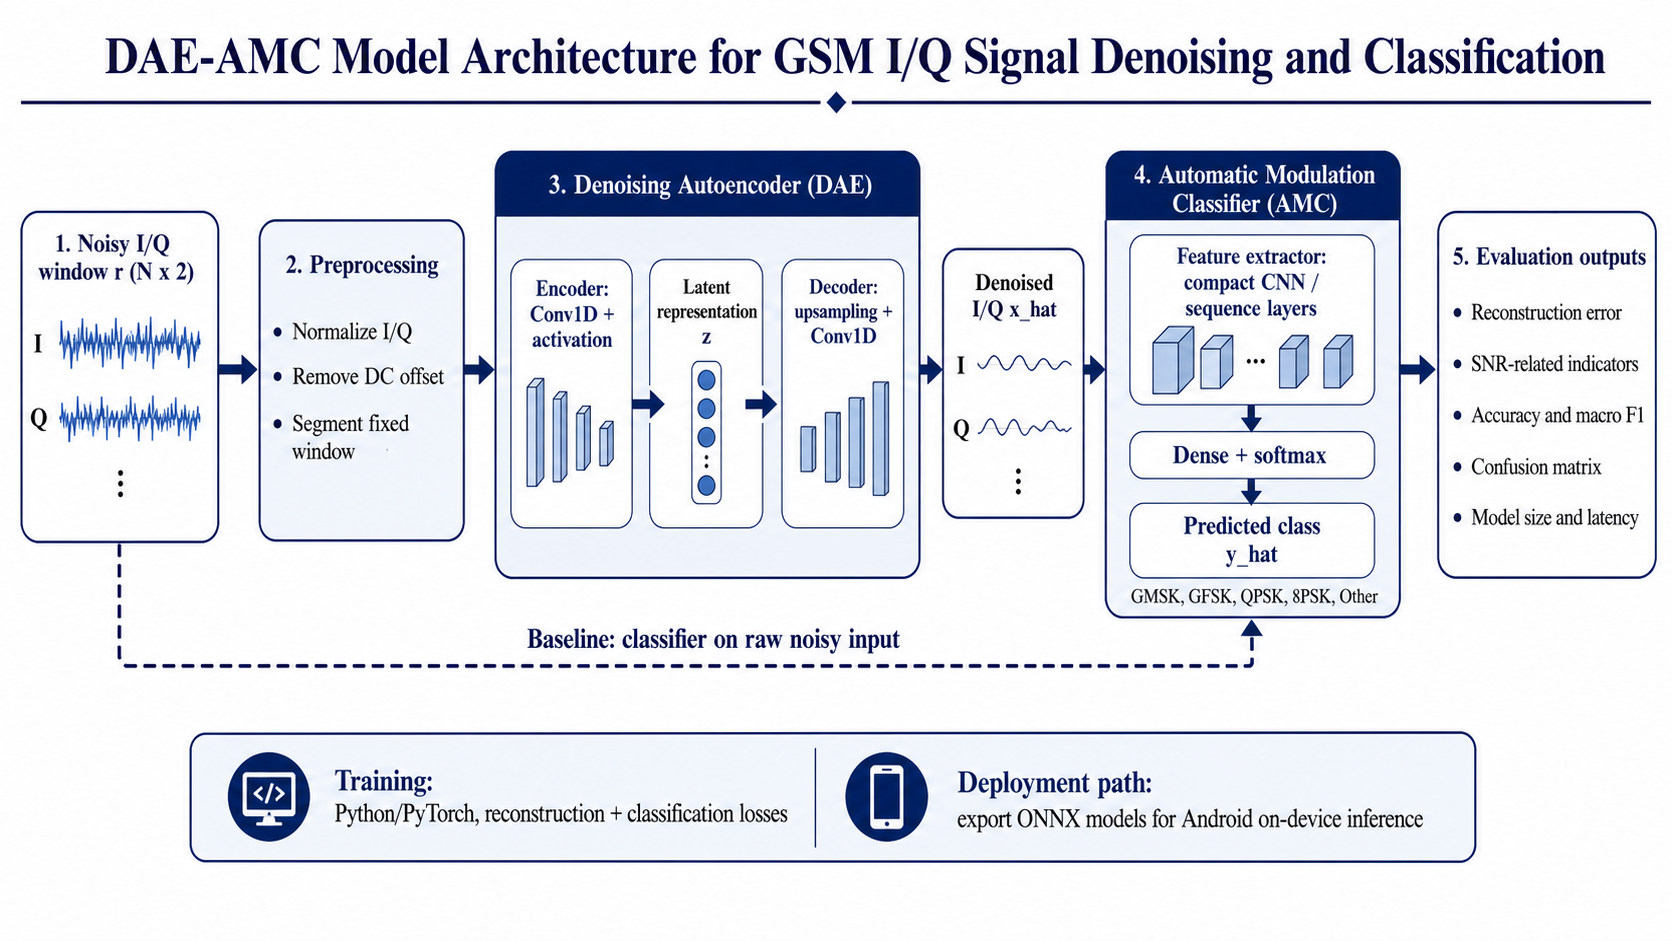 DAE-AMC Model Architecture for GSM I/Q Signal Denoising and Classification
1. Noisy I/Q
window r (N x 2)
I
Q
2. Preprocessing
• Normalize I/Q
• Remove DC offset
• Segment fixed
window
3. Denoising Autoencoder (DAE)
Encoder:
Conv1D +
activation
Latent
representation
z
Decoder:
upsampling +
Conv1D
Denoised
I/Q x_hat
I
Q
4. Automatic Modulation
Classifier (AMC)
Feature extractor:
compact CNN /
sequence layers
Dense + softmax
Predicted class
y_hat
GMSK, GFSK, QPSK, 8PSK, Other
5. Evaluation outputs
• Reconstruction error
• SNR-related indicators
• Accuracy and macro F1
• Confusion matrix
• Model size and latency
Baseline: classifier on raw noisy input
</>
Training:
Python/PyTorch, reconstruction + classification losses
Deployment path:
export ONNX models for Android on-device inference